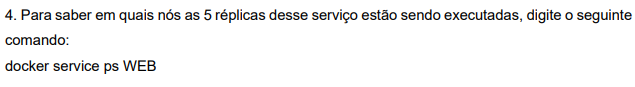 4. Para saber em quais nós as 5 réplicas desse serviço estão sendo executadas, digite o seguinte
comando:
docker service ps WEB